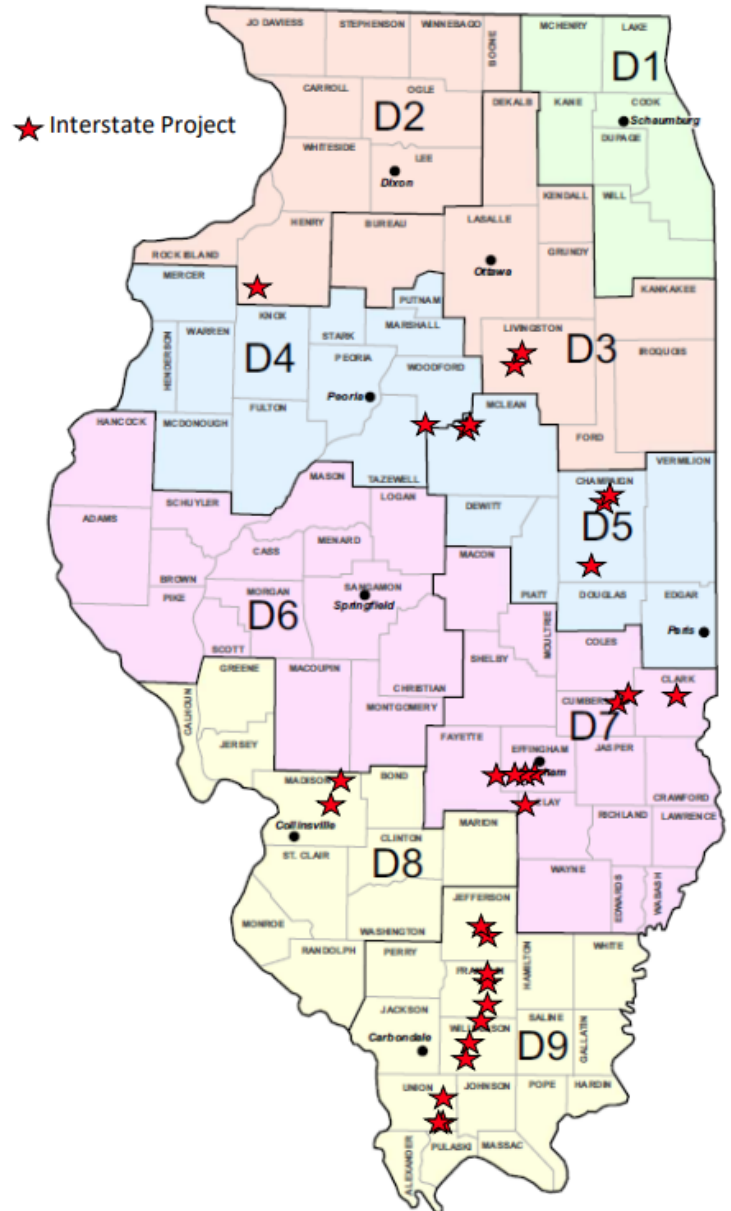 JO DAVIESS
STEPHENSON
WINNEBAGO
BOONE
MCHENRY
LAKE
D1
CARROLL
OGLE
D2
DEKALB
KANE
COOK
Schaumburg
DUPAGE
Interstate Project
WHITESIDE
LEE
Dixon
KENDALL
WILL
HENRY
BUREAU
LASALLE
GRUNDY
ROCK ISLAND
Ottawa
MERCER
KANKAKEE
PUTNAM
KNOX
STARK
MARSHALL
LIVINGSTON
D3
IROQUOIS
HENDERSON
WARREN
D4
PEORIA
WOODFORD
Peoria
MCLEAN
FULTON
HANCOCK
MCDONOUGH
FORD
TAZEWELL
VERMILION
MASON
LOGAN
CHAMPAIGN
SCHUYLER
DEWITT
ADAMS
D5
MENARD
CASS
MACON
BROWN
PIKE
MORGAN
SANGAMON
Springfield
D6
PIATT
DOUGLAS
EDGAR
Paris
SCOTT
MOULTRIE
COLES
GREENE
MACOUPIN
SHELBY
CHRISTIAN
CLARK
CALHOUN
MONTGOMERY
D7
JERSEY
FAYETTE
EFFINGHAM
JASPER
MADISON
BOND
CRAWFORD
RICHLAND
LAWRENCE
Collinsville
MARION
CLINTON
ST. CLAIR
D8
WAYNE
EDWARDS
WABASH
JEFFERSON
MONROE
WASHINGTON
RANDOLPH
PERRY
HAMILTON
WHITE
JACKSON
SALINE
GALLATIN
Carbondale
D9
UNION
JOHNSON
POPE
HARDIN
ALEXANDER
PULASKI
MASSAC